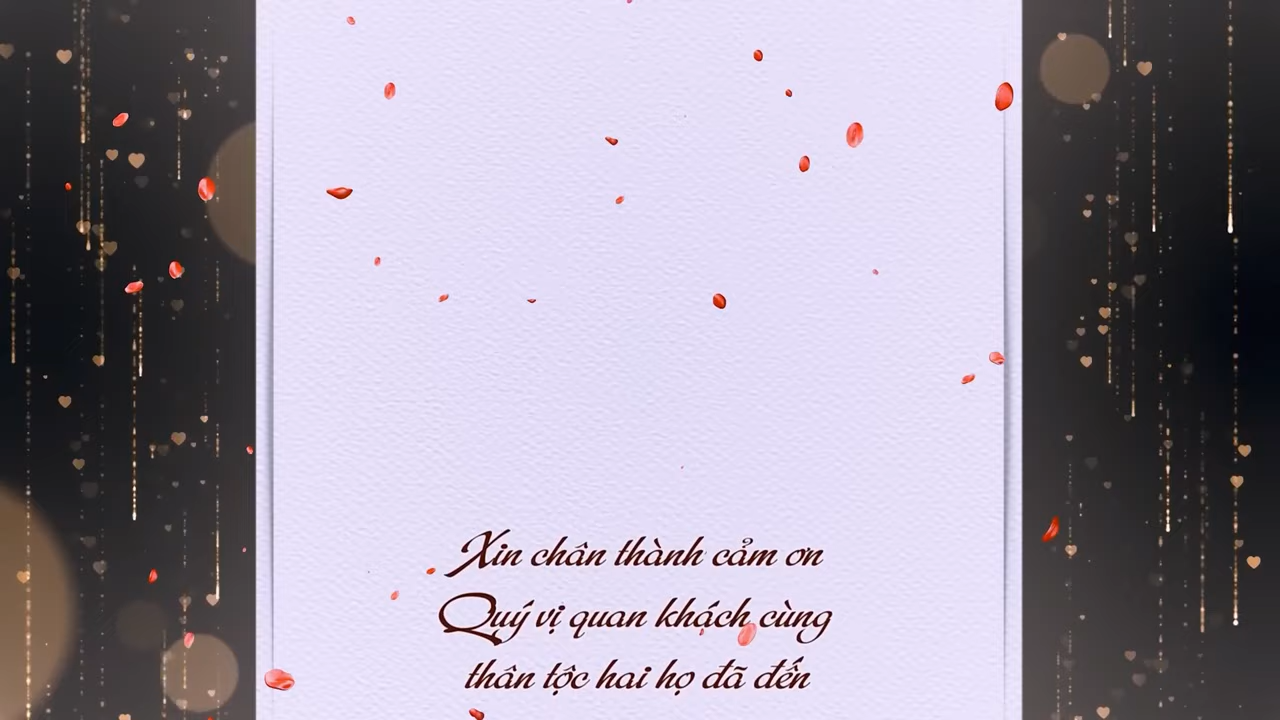 Xin chân thành cảm ơn
Quý vị quan khách cùng
thân tộc hai họ đã đến